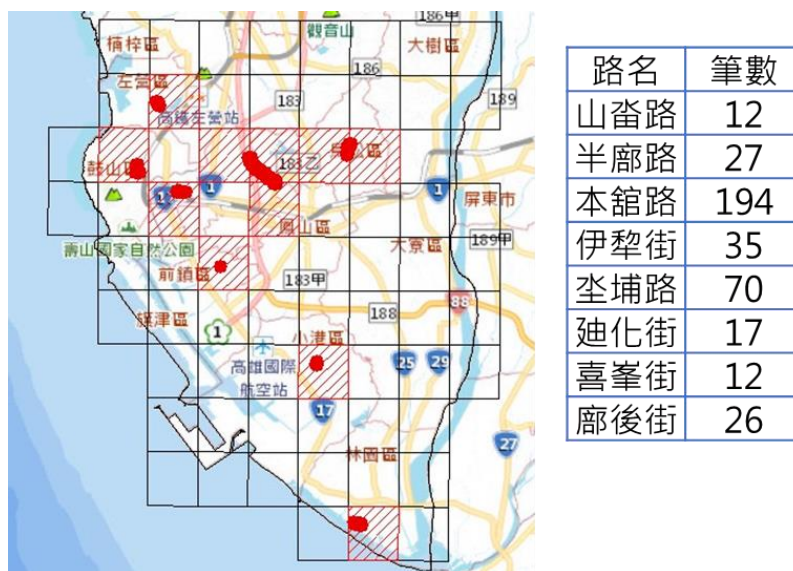 186甲
觀音山
楠梓區
大樹區
186
左營區
183
189
高鐵左營站
183乙
鳥松區
鼓山區
1
1
1
屏東市
鳳山區
189甲
壽山國家自然公園
大寮區
前鎮區
183甲
88
188
旗津區
1
小港區
高雄國際
航空站
25
29
17
林園區
27
路名 筆數
山畓路 12
半廍路 27
本舘路 194
伊犂街 35
坔埔路 70
廸化街 17
喜峯街 12
廍後街 26